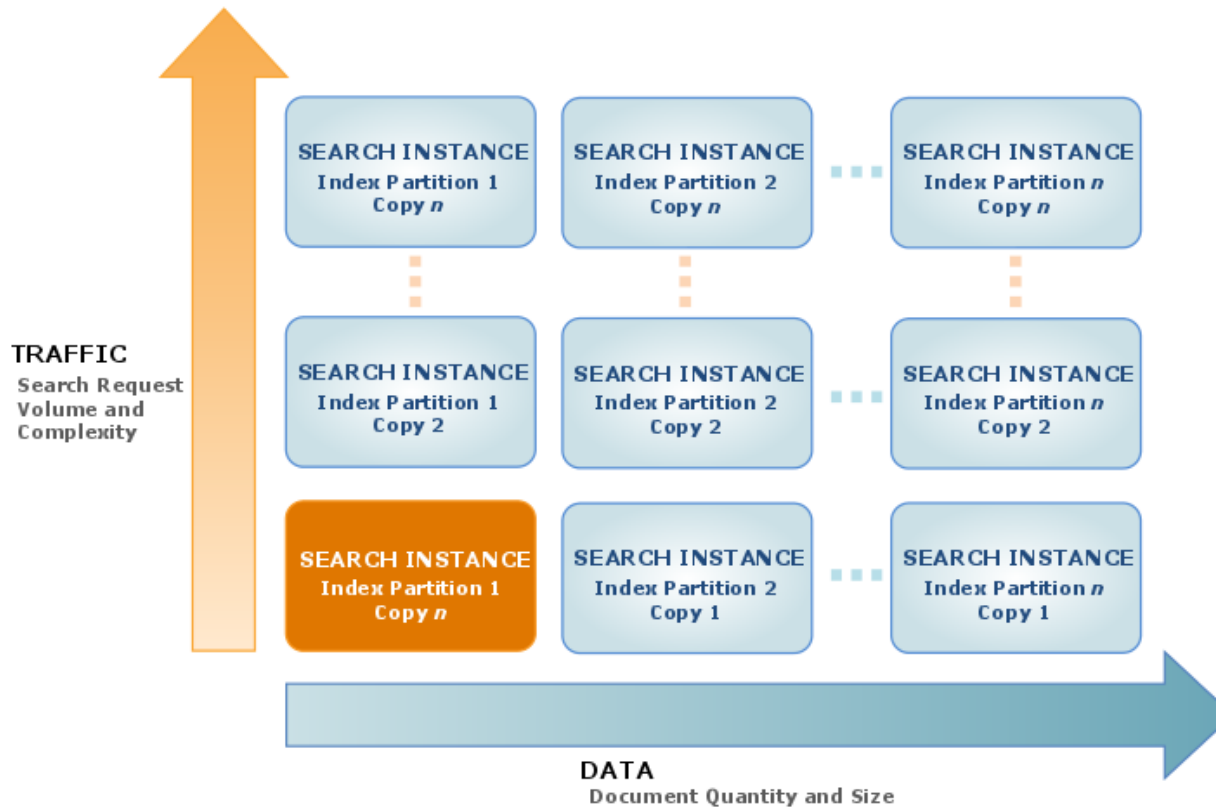 SEARCH INSTANCE
Index Partition 1
Copy n
SEARCH INSTANCE
Index Partition 2
Copy n
SEARCH INSTANCE
Index Partition n
Copy n
TRAFFIC
Search Request
Volume and
Complexity
SEARCH INSTANCE
Index Partition 1
Copy 2
SEARCH INSTANCE
Index Partition 2
Copy 2
SEARCH INSTANCE
Index Partition n
Copy 2
SEARCH INSTANCE
Index Partition 1
Copy n
SEARCH INSTANCE
Index Partition 2
Copy 1
SEARCH INSTANCE
Index Partition n
Copy 1
DATA
Document Quantity and Size